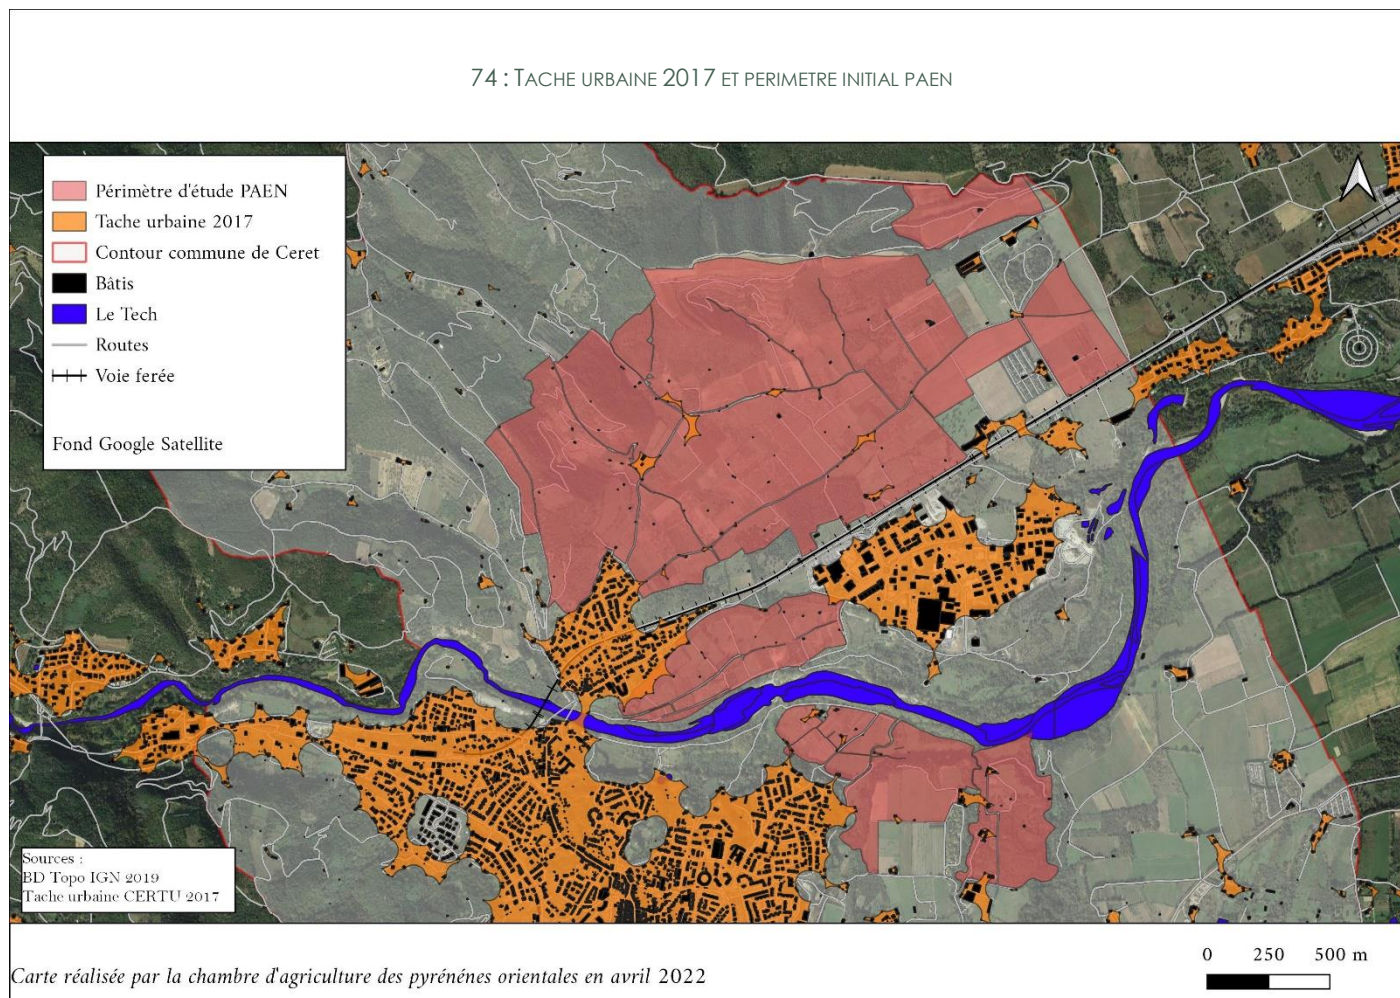 74 : TACHE URBAINE 2017 ET PERIMETRE INITIAL PAEN
Périmètre d'étude PAEN
Tache urbaine 2017
Contour commune de Ceret
Bâtis
Le Tech
Routes
Voie ferée
Fond Google Satellite
Sources :
BD Topo IGN 2019
Tache urbaine CERTU 2017
0 250 500 m
Carte réalisée par la chambre d'agriculture des pyrénénes orientales en avril 2022